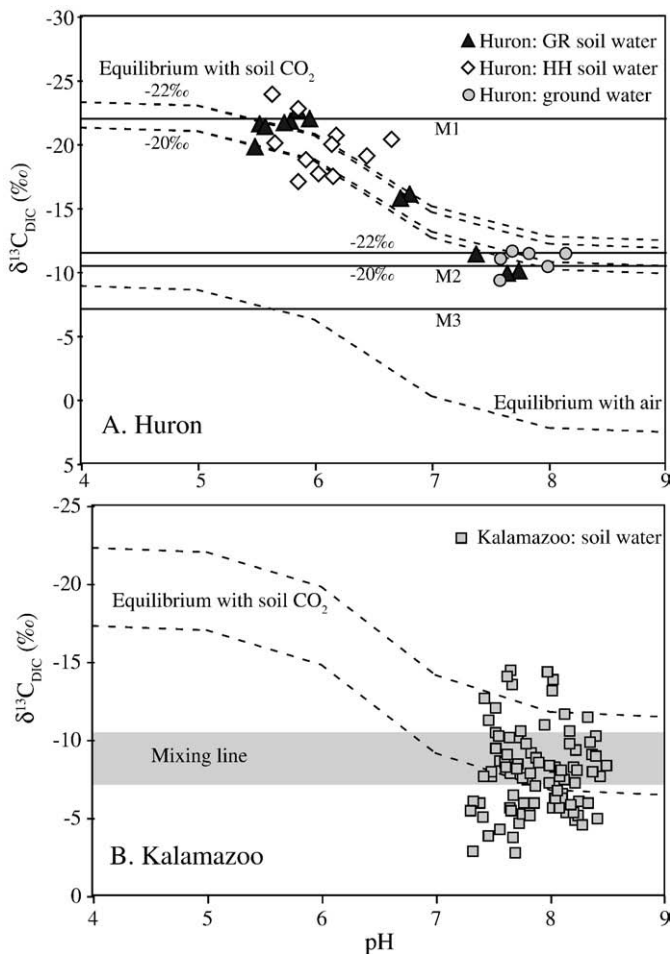 -30
-25
-20
-15
-10
-5
0
5
δ¹³C_DIC (‰)
▲ Huron: GR soil water
◇ Huron: HH soil water
○ Huron: ground water
Equilibrium with soil CO₂
-22‰
M1
-20‰
-22‰
-20‰
M2
M3
Equilibrium with air
A. Huron
4 5 6 7 8 9
-25
-20
-15
-10
-5
0
δ¹³C_DIC (‰)
Kalamazoo: soil water
Equilibrium with soil CO₂
Mixing line
B. Kalamazoo
4 5 6 7 8 9
pH